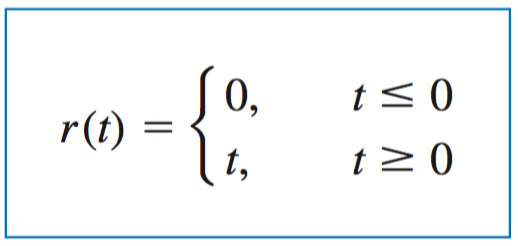 r(t) = { 0, t ≤ 0
t, t ≥ 0